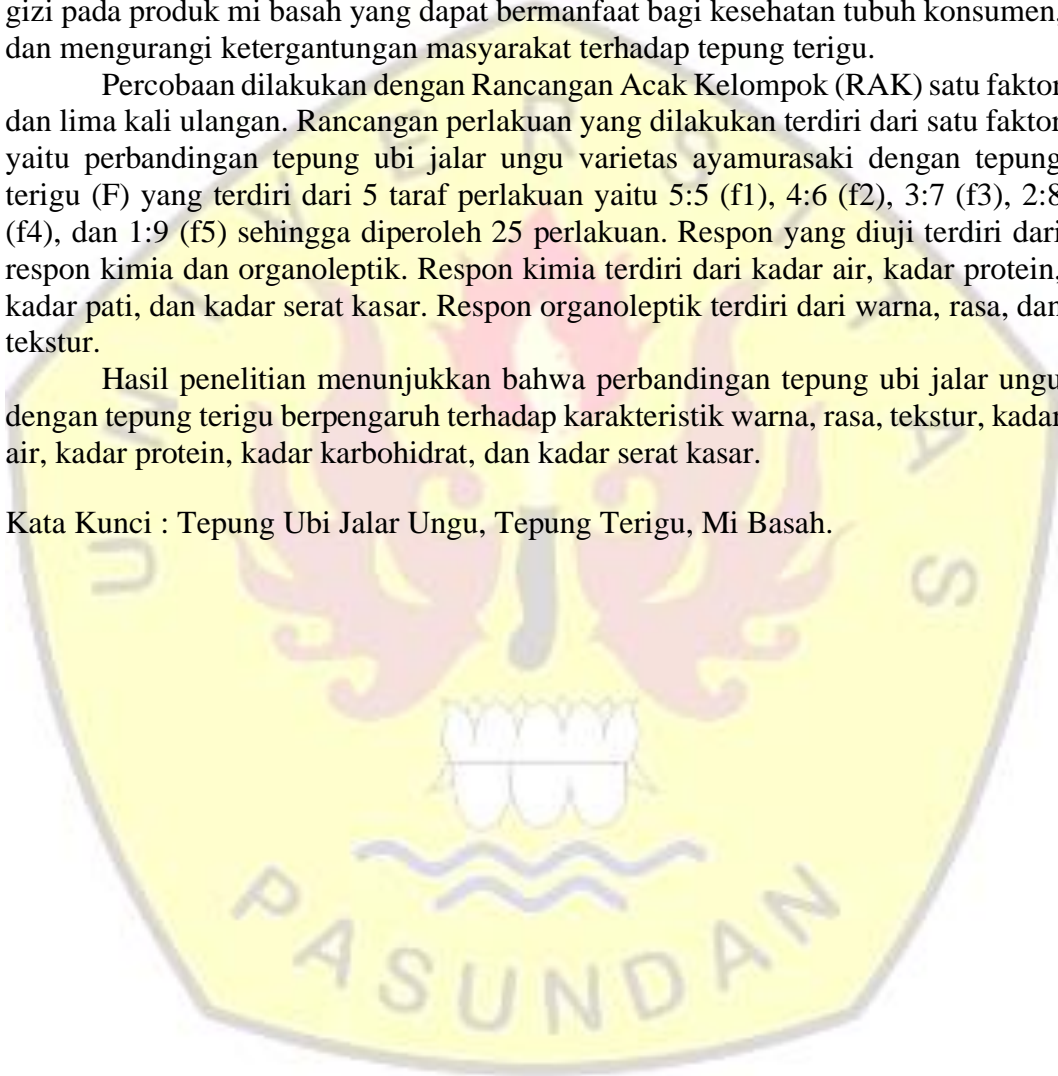 gizi pada produk mi basah yang dapat bermanfaat bagi kesehatan tubuh konsumen,
dan mengurangi ketergantungan masyarakat terhadap tepung terigu.
Percobaan dilakukan dengan Rancangan Acak Kelompok (RAK) satu faktor
dan lima kali ulangan. Rancangan perlakuan yang dilakukan terdiri dari satu faktor
yaitu perbandingan tepung ubi jalar ungu varietas ayamurasaki dengan tepung
terigu (F) yang terdiri dari 5 taraf perlakuan yaitu 5:5 (f1), 4:6 (f2), 3:7 (f3), 2:8
(f4), dan 1:9 (f5) sehingga diperoleh 25 perlakuan. Respon yang diuji terdiri dari
respon kimia dan organoleptik. Respon kimia terdiri dari kadar air, kadar protein,
kadar pati, dan kadar serat kasar. Respon organoleptik terdiri dari warna, rasa, dan
tekstur.
Hasil penelitian menunjukkan bahwa perbandingan tepung ubi jalar ungu
dengan tepung terigu berpengaruh terhadap karakteristik warna, rasa, tekstur, kadar
air, kadar protein, kadar karbohidrat, dan kadar serat kasar.
Kata Kunci : Tepung Ubi Jalar Ungu, Tepung Terigu, Mi Basah.
UNIVERSITAS
PASUNDAN